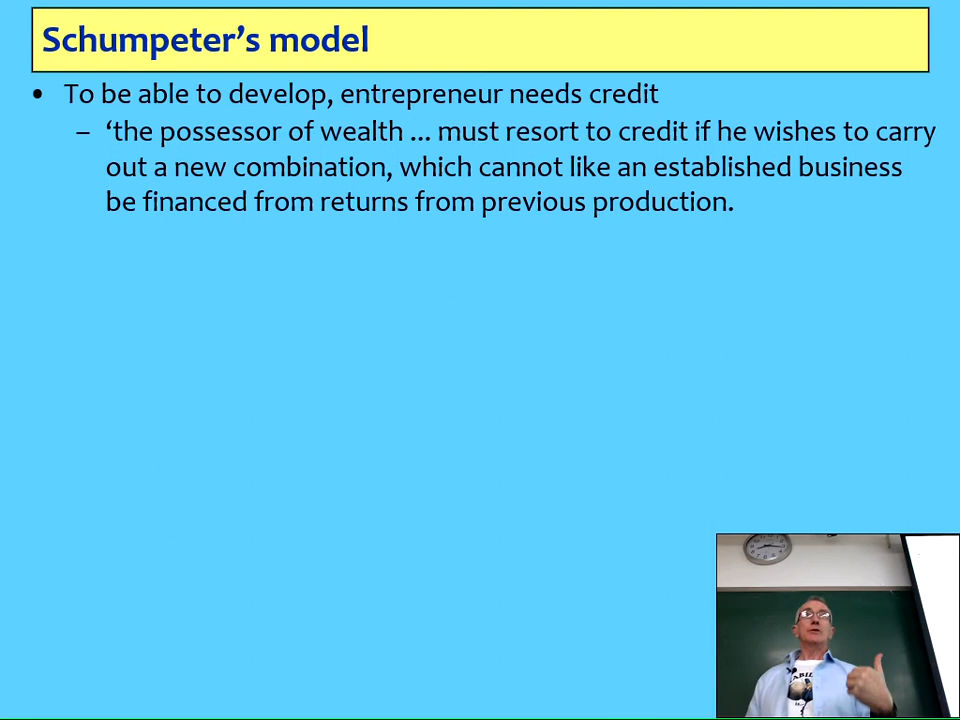 Schumpeter’s model
• To be able to develop, entrepreneur needs credit
– ‘the possessor of wealth ... must resort to credit if he wishes to carry
out a new combination, which cannot like an established business
be financed from returns from previous production.